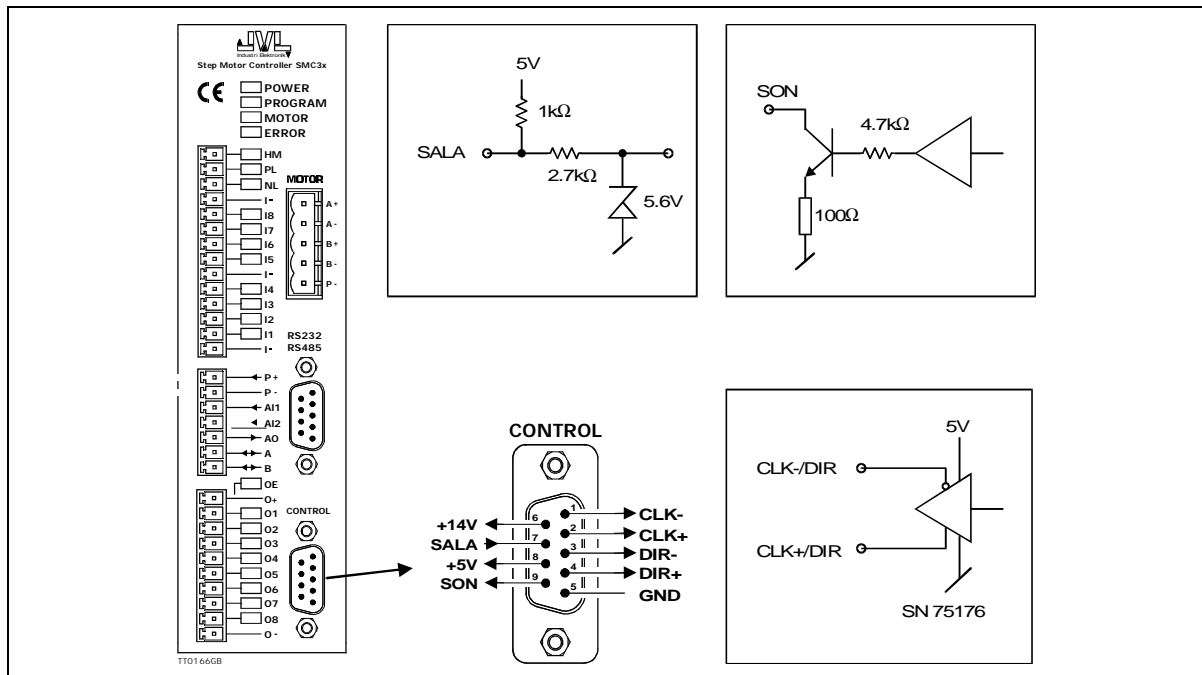 JVL
Industri Elektronik
Step Motor Controller SMC3x
CE
POWER
PROGRAM
MOTOR
ERROR
HM
PL
NL
I-
I8
I7
I6
I5
I-
I4
I3
I2
I1
I-
MOTOR
A+
A-
B+
B-
P-
RS232
RS485
P+
P-
AI1
AI2
AO
A
B
OE
O+
O1
O2
O3
O4
O5
O6
O7
O8
O-
CONTROL
TT0166GB
5V
1kΩ
SALA
2.7kΩ
5.6V
SON
4.7kΩ
100Ω
CONTROL
+14V
SALA
+5V
SON
6
7
8
9
1
2
3
4
5
CLK-
CLK+
DIR-
DIR+
GND
5V
CLK-/DIR
CLK+/DIR
SN 75176